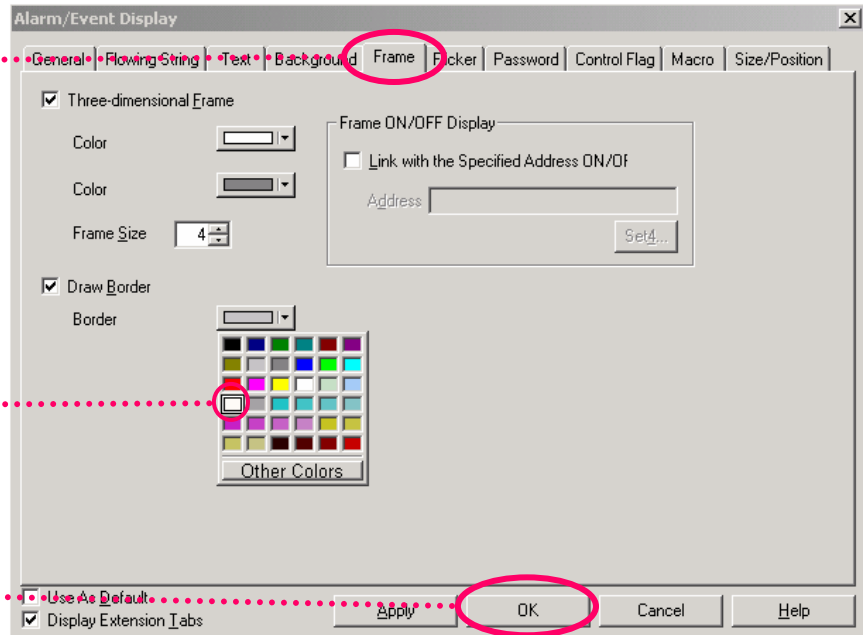 Alarm/Event Display
General Flowing String Text Background Frame Flicker Password Control Flag Macro Size/Position
Three-dimensional Frame
Color
Color
Frame Size 4
Frame ON/OFF Display
Link with the Specified Address ON/OF
Address
Set4...
Draw Border
Border
Other Colors
Use As Default
Display Extension Tabs
Apply OK Cancel Help